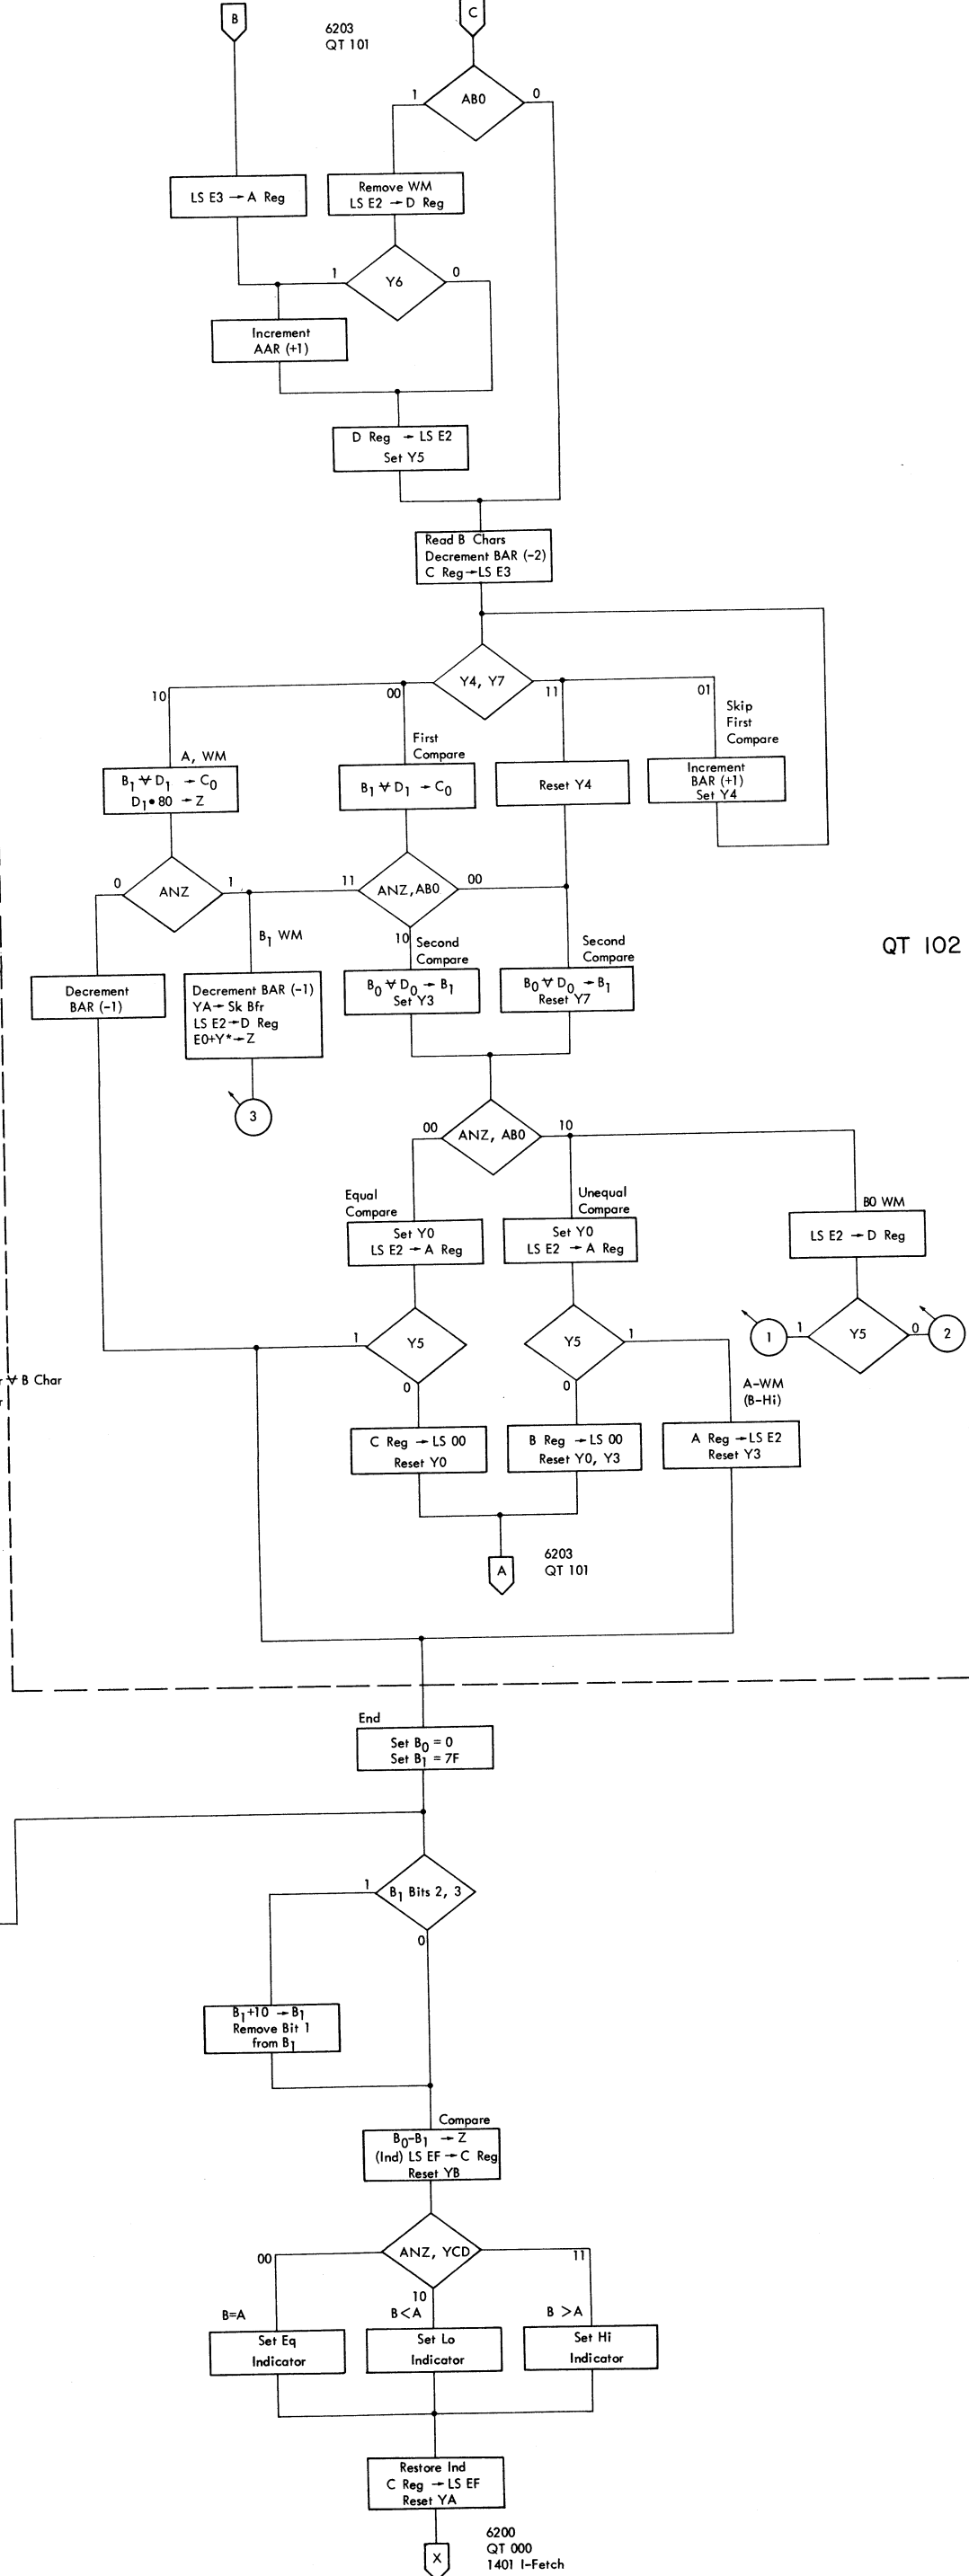 B
6203
QT 101
C
AB0
1
0
LS E3 → A Reg
Remove WM
LS E2 → D Reg
Y6
1
0
Increment
AAR (+1)
D Reg → LS E2
Set Y5
Read B Chars
Decrement BAR (-2)
C Reg → LS E3
Y4, Y7
10
00
11
01
Skip
First
Compare
A, WM
First
Compare
B1 ∀ D1 → C0
D1 • 80 → Z
B1 ∀ D1 → C0
Reset Y4
Increment
BAR (+1)
Set Y4
0
ANZ
1
11
ANZ, AB0
00
10
B1 WM
Second
Compare
Second
Compare
QT 102
Decrement
BAR (-1)
Decrement BAR (-1)
YA → Sk Bfr
LS E2 → D Reg
E0+Y* → Z
B0 ∀ D0 → B1
Set Y3
B0 ∀ D0 → B1
Reset Y7
3
00
ANZ, AB0
10
Equal
Compare
Unequal
Compare
B0 WM
Set Y0
LS E2 → A Reg
Set Y0
LS E2 → A Reg
LS E2 → D Reg
1
Y5
0
Y5
1
0
1
1
Y5
0
2
∀ B Char
A-WM
(B-Hi)
C Reg → LS 00
Reset Y0
B Reg → LS 00
Reset Y0, Y3
A Reg → LS E2
Reset Y3
A
6203
QT 101
End
Set B0 = 0
Set B1 = 7F
1
B1 Bits 2, 3
0
B1+10 → B1
Remove Bit 1
from B1
Compare
B0-B1 → Z
(Ind) LS EF → C Reg
Reset YB
00
ANZ, YCD
11
10
B=A
B<A
B >A
Set Eq
Indicator
Set Lo
Indicator
Set Hi
Indicator
Restore Ind
C Reg → LS EF
Reset YA
X
6200
QT 000
1401 I-Fetch